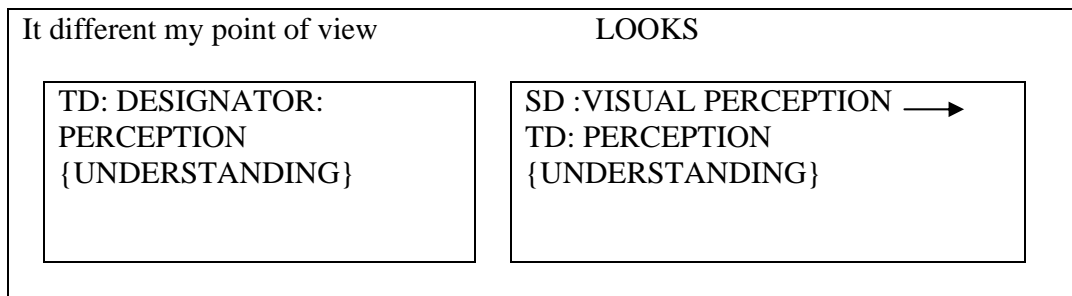 It different my point of view LOOKS
TD: DESIGNATOR:
PERCEPTION
{UNDERSTANDING}
SD :VISUAL PERCEPTION
TD: PERCEPTION
{UNDERSTANDING}